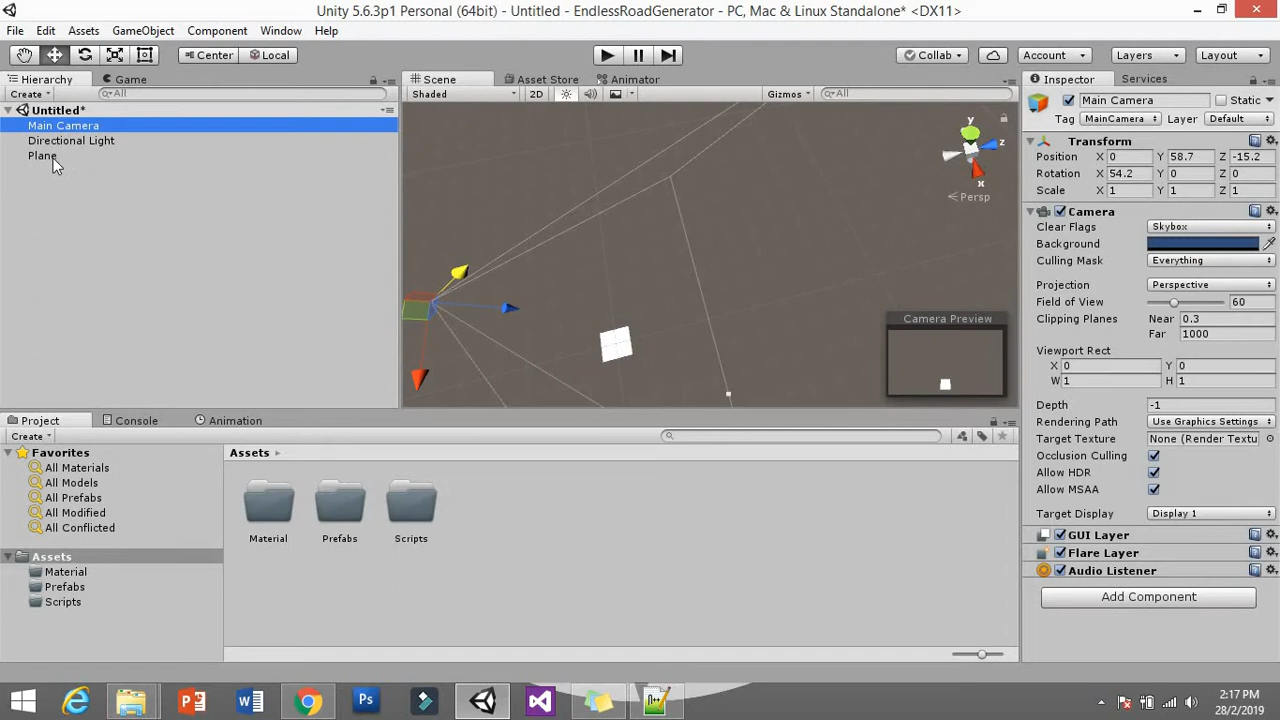 Unity 5.6.3p1 Personal (64bit) - Untitled - EndlessRoadGenerator - PC, Mac & Linux Standalone* <DX11>
File Edit Assets GameObject Component Window Help
Center Local Collab Account Layers Layout
Hierarchy Game Scene Asset Store Animator Inspector Services
Create All Shaded 2D Gizmos All Main Camera Static
Untitled*
Main Camera
Directional Light
Plane
Tag MainCamera Layer Default
Transform
Position X 0 Y 58.7 Z -15.2
Rotation X 54.2 Y 0 Z 0
Scale X 1 Y 1 Z 1
y
z
x
Persp
Camera
Clear Flags Skybox
Background
Culling Mask Everything
Projection Perspective
Field of View 60
Clipping Planes Near 0.3
Far 1000
Viewport Rect
X 0 Y 0
W 1 H 1
Depth -1
Rendering Path Use Graphics Settings
Target Texture None (Render Textu
Occlusion Culling
Allow HDR
Allow MSAA
Target Display Display 1
GUI Layer
Flare Layer
Audio Listener
Add Component
Camera Preview
Project Console Animation
Create
Favorites
All Materials
All Models
All Prefabs
All Modified
All Conflicted
Assets
Material
Prefabs
Scripts
Assets
Material Prefabs Scripts
2:17 PM
28/2/2019